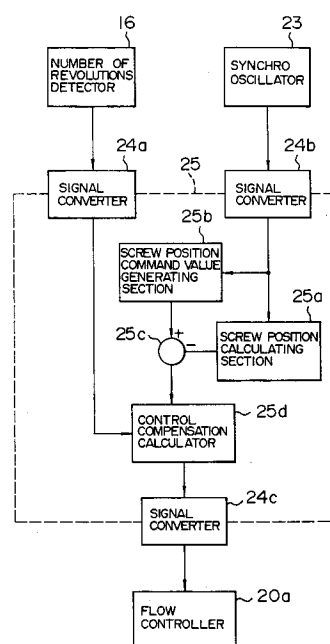 16
23
NUMBER OF
REVOLUTIONS
DETECTOR
SYNCHRO
OSCILLATOR
24a
25
24b
SIGNAL
CONVERTER
SIGNAL
CONVERTER
25b
SCREW POSITION
COMMAND VALUE
GENERATING
SECTION
25a
25c
+
−
SCREW POSITION
CALCULATING
SECTION
25d
CONTROL
COMPENSATION
CALCULATOR
24c
SIGNAL
CONVERTER
20a
FLOW
CONTROLLER